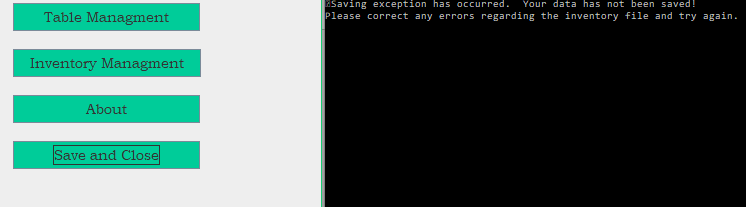 Table Managment
Inventory Managment
About
Save and Close
Saving exception has occurred.  Your data has not been saved!
Please correct any errors regarding the inventory file and try again.